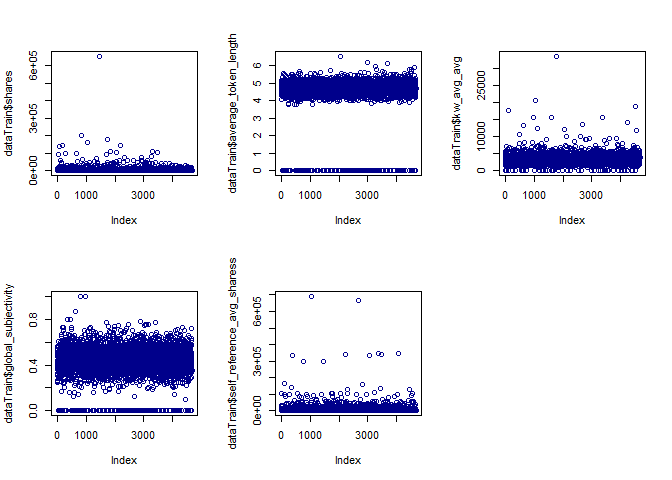 dataTrain$shares
0e+00 3e+05 6e+05
0 1000 3000
Index
dataTrain$average_token_length
0 1 2 3 4 5 6
0 1000 3000
Index
dataTrain$kw_avg_avg
0 10000 25000
0 1000 3000
Index
dataTrain$global_subjectivity
0.0 0.4 0.8
0 1000 3000
Index
dataTrain$self_reference_avg_sharess
0e+00 3e+05 6e+05
0 1000 3000
Index